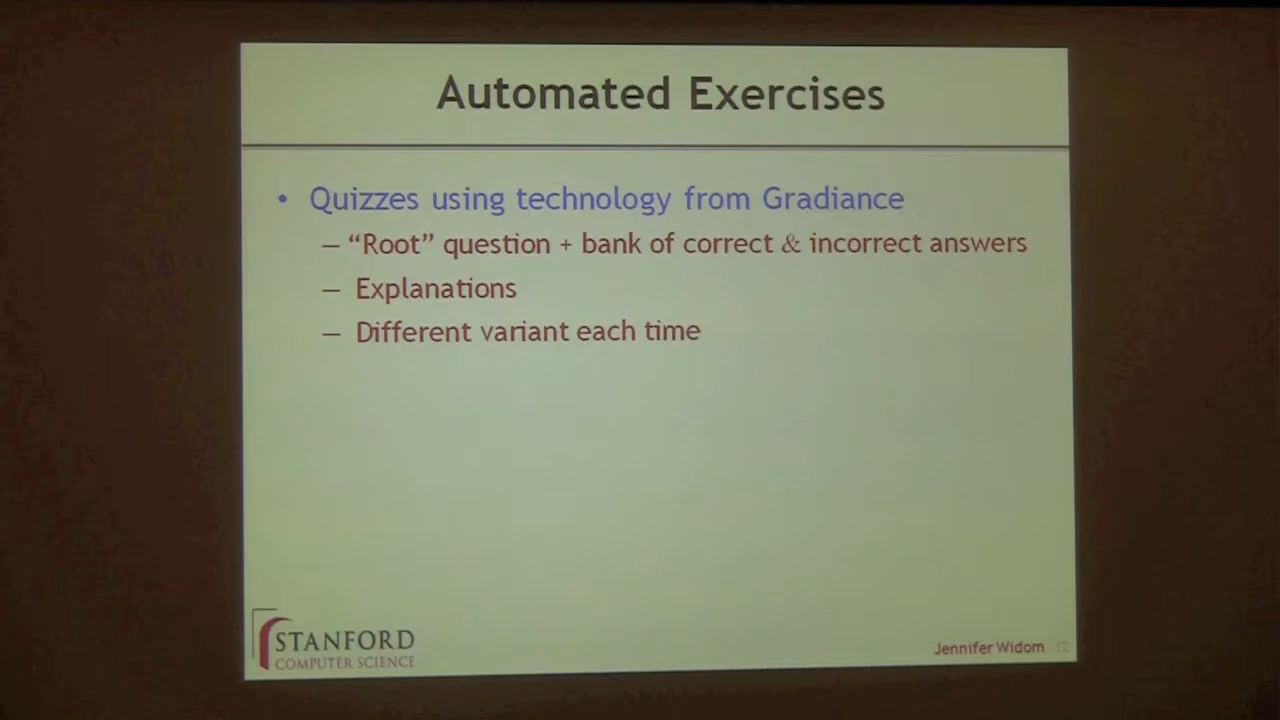 Automated Exercises
• Quizzes using technology from Gradiance
– “Root” question + bank of correct & incorrect answers
– Explanations
– Different variant each time
STANFORD
COMPUTER SCIENCE
Jennifer Widom 12